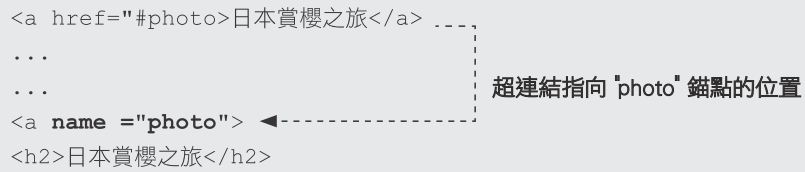 <a href="#photo>日本賞櫻之旅</a>
...
...
超連結指向 "photo" 錨點的位置
<a name ="photo">
<h2>日本賞櫻之旅</h2>